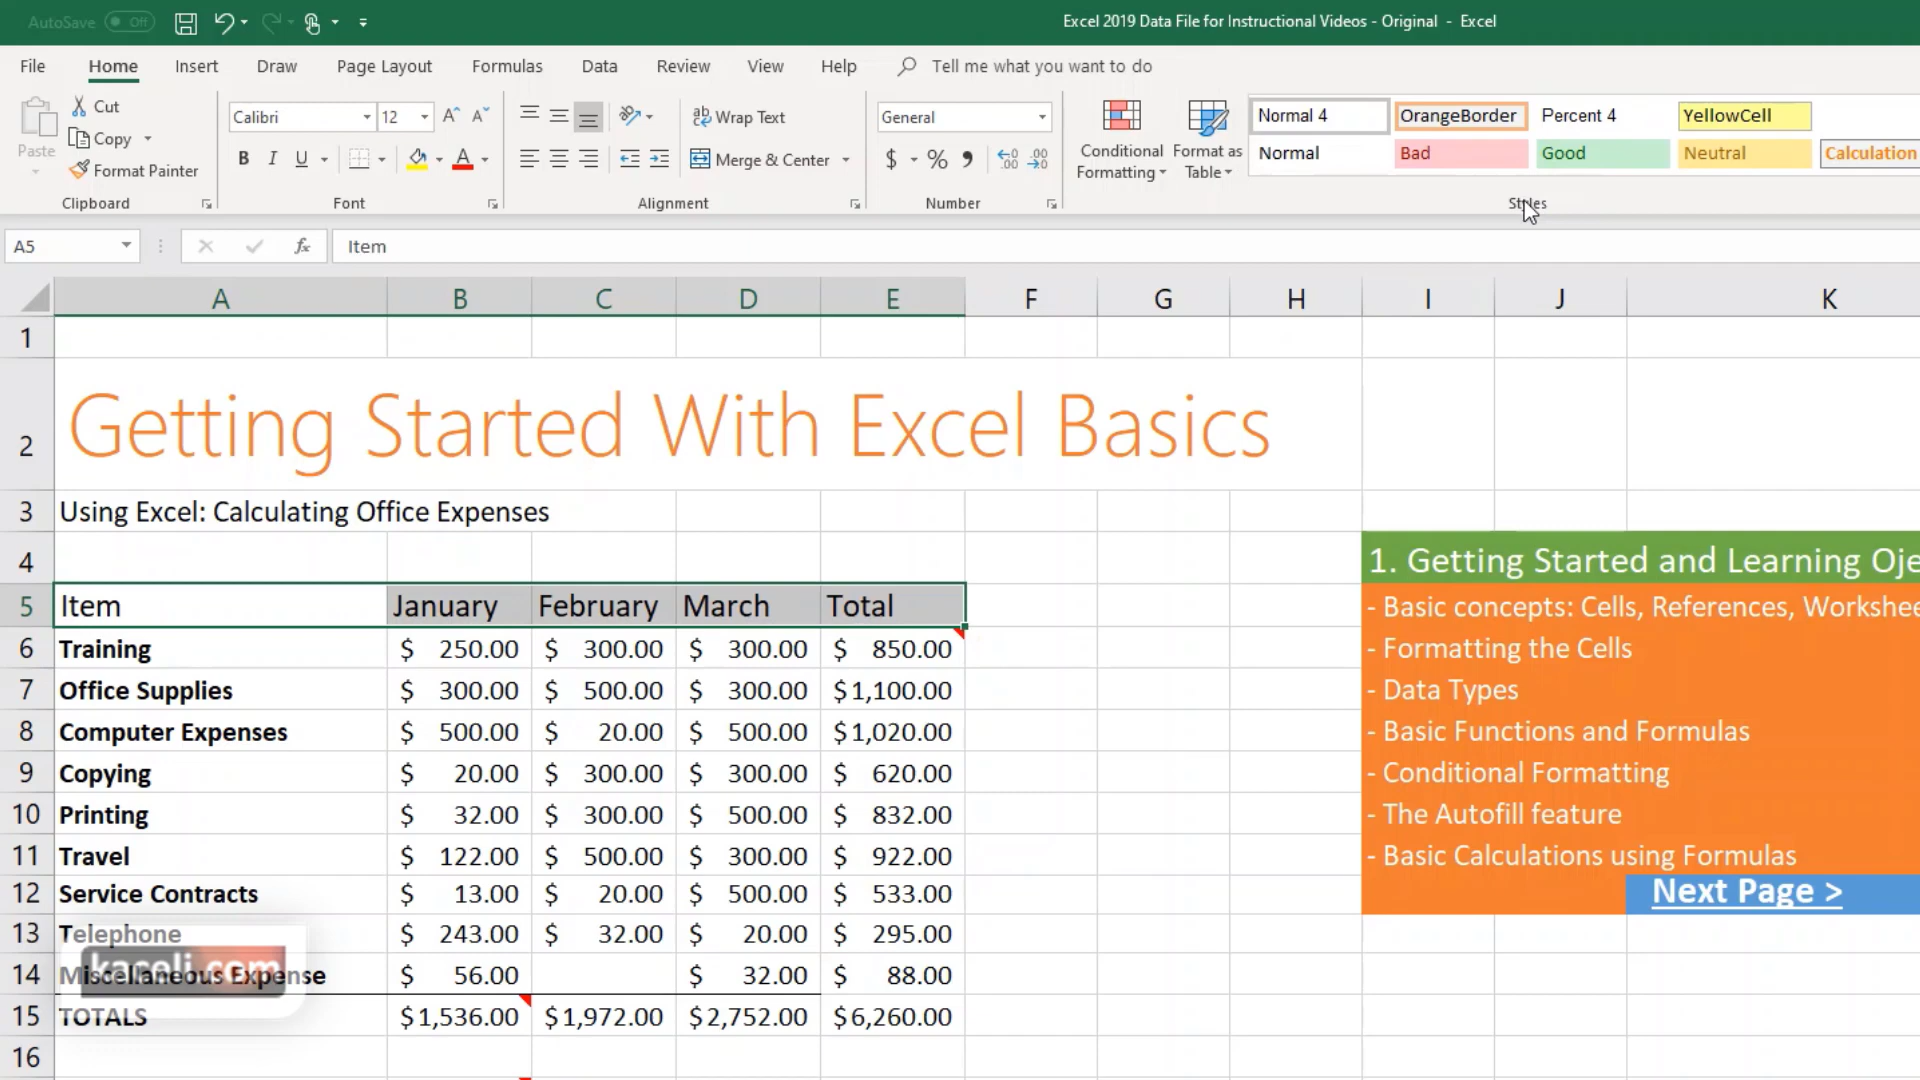 AutoSave Off Excel 2019 Data File for Instructional Videos - Original - Excel
File Home Insert Draw Page Layout Formulas Data Review View Help Tell me what you want to do
Paste Cut Copy Format Painter Clipboard
Calibri 12 B I U A Font
Wrap Text Merge & Center Alignment
General $ % Number
Conditional Formatting Format as Table
Normal 4 OrangeBorder Percent 4 YellowCell
Normal Bad Good Neutral Calculation
Styles
A5 fx Item
A B C D E F G H I J K
1
2 Getting Started With Excel Basics
3 Using Excel: Calculating Office Expenses
4 1. Getting Started and Learning Oje
5 Item January February March Total - Basic concepts: Cells, References, Workshee
6 Training $ 250.00 $ 300.00 $ 300.00 $ 850.00 - Formatting the Cells
7 Office Supplies $ 300.00 $ 500.00 $ 300.00 $1,100.00 - Data Types
8 Computer Expenses $ 500.00 $ 20.00 $ 500.00 $1,020.00 - Basic Functions and Formulas
9 Copying $ 20.00 $ 300.00 $ 300.00 $ 620.00 - Conditional Formatting
10 Printing $ 32.00 $ 300.00 $ 500.00 $ 832.00 - The Autofill feature
11 Travel $ 122.00 $ 500.00 $ 300.00 $ 922.00 - Basic Calculations using Formulas
12 Service Contracts $ 13.00 $ 20.00 $ 500.00 $ 533.00 Next Page >
13 Telephone $ 243.00 $ 32.00 $ 20.00 $ 295.00
kaceli.com
14 Miscellaneous Expense $ 56.00 $ 32.00 $ 88.00
15 TOTALS $1,536.00 $1,972.00 $2,752.00 $6,260.00
16